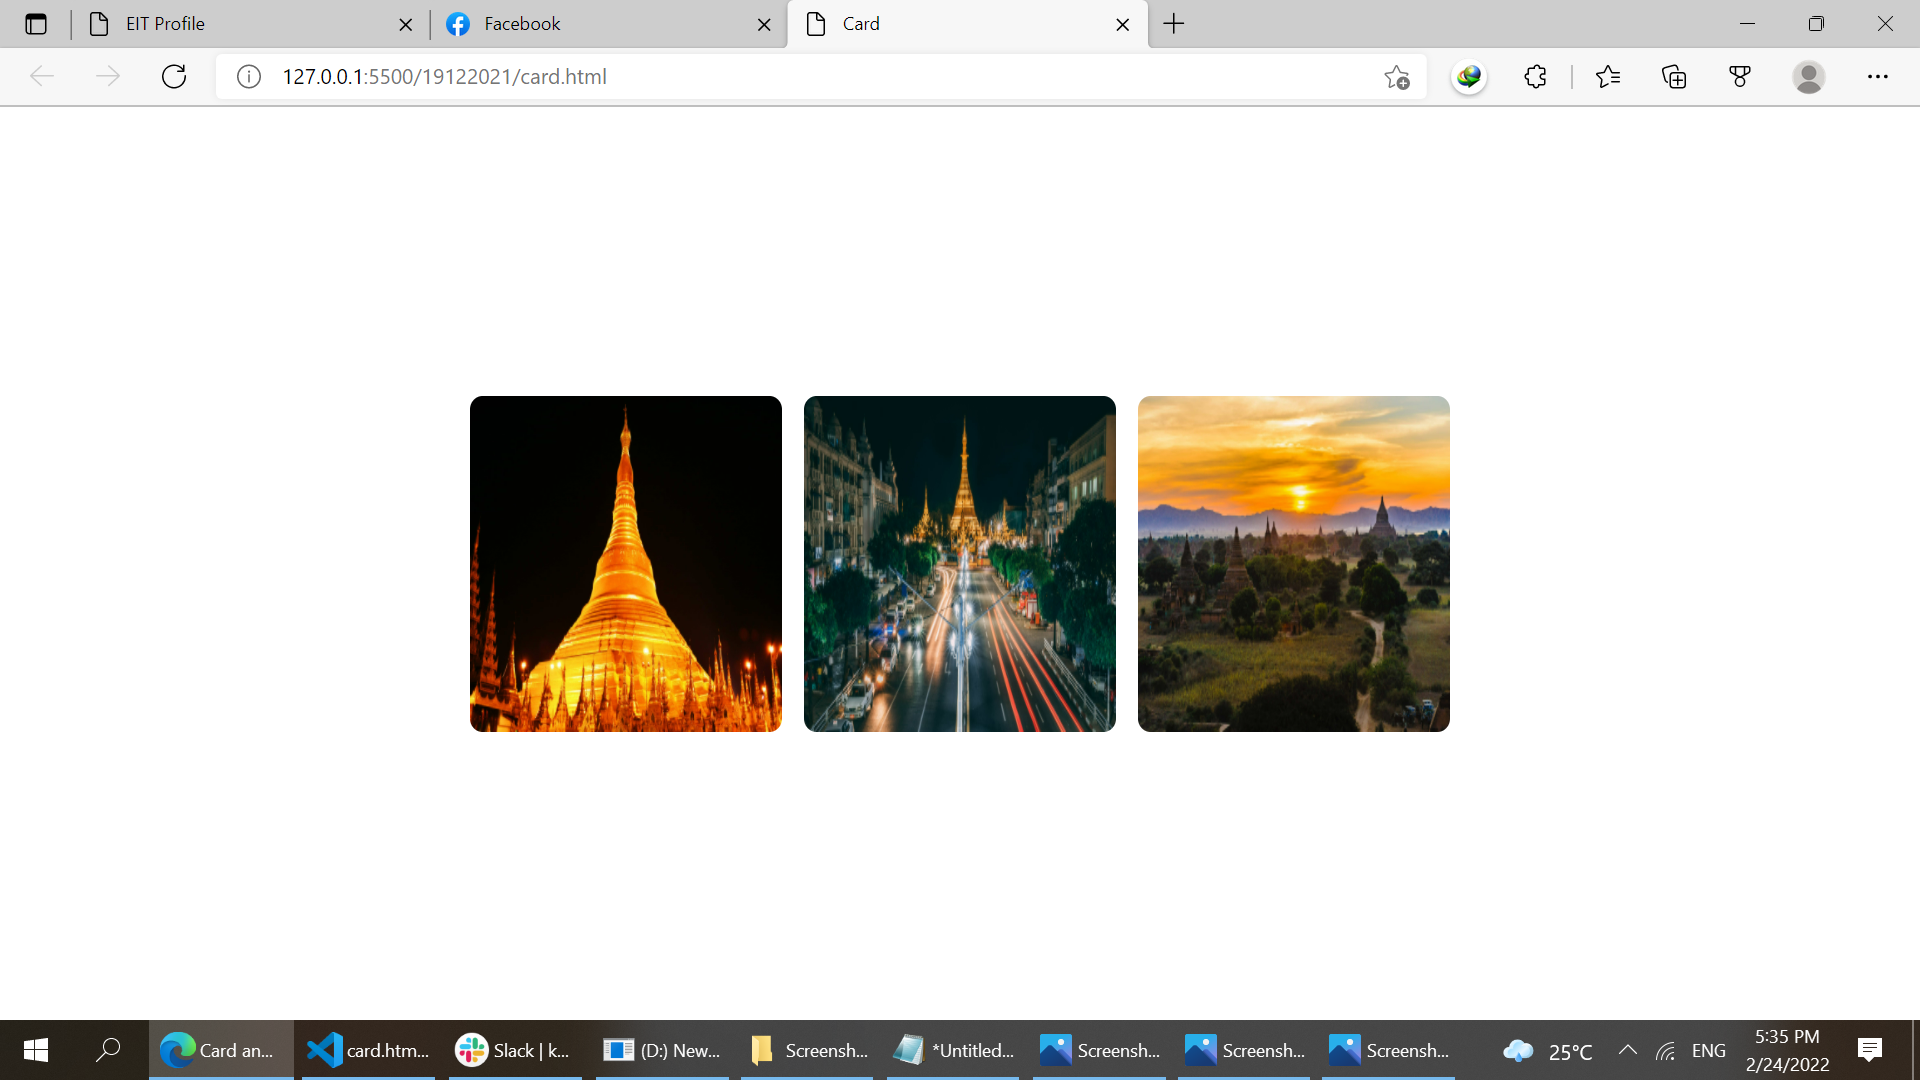 EIT Profile
Facebook
Card
127.0.0.1:5500/19122021/card.html
Card an...
card.htm...
Slack | k...
(D:) New...
Screensh...
*Untitled...
Screensh...
Screensh...
Screensh...
25°C
ENG
5:35 PM
2/24/2022